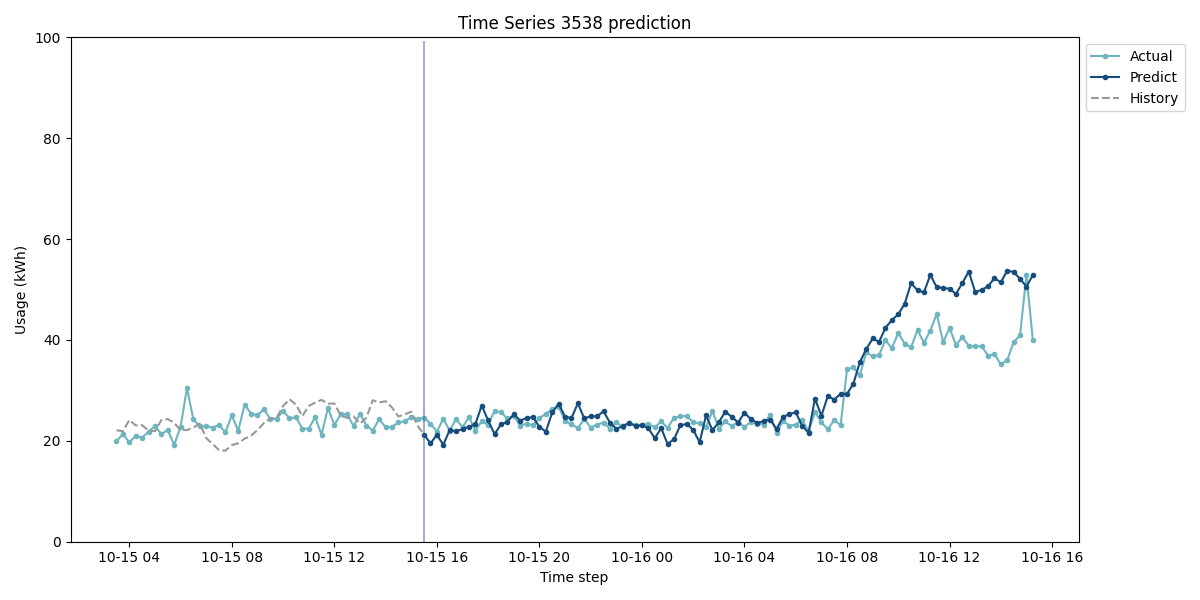 Time Series 3538 prediction
100
80
60
40
20
0
Usage (kWh)
10-15 04
10-15 08
10-15 12
10-15 16
10-15 20
10-16 00
10-16 04
10-16 08
10-16 12
10-16 16
Time step
Actual
Predict
History